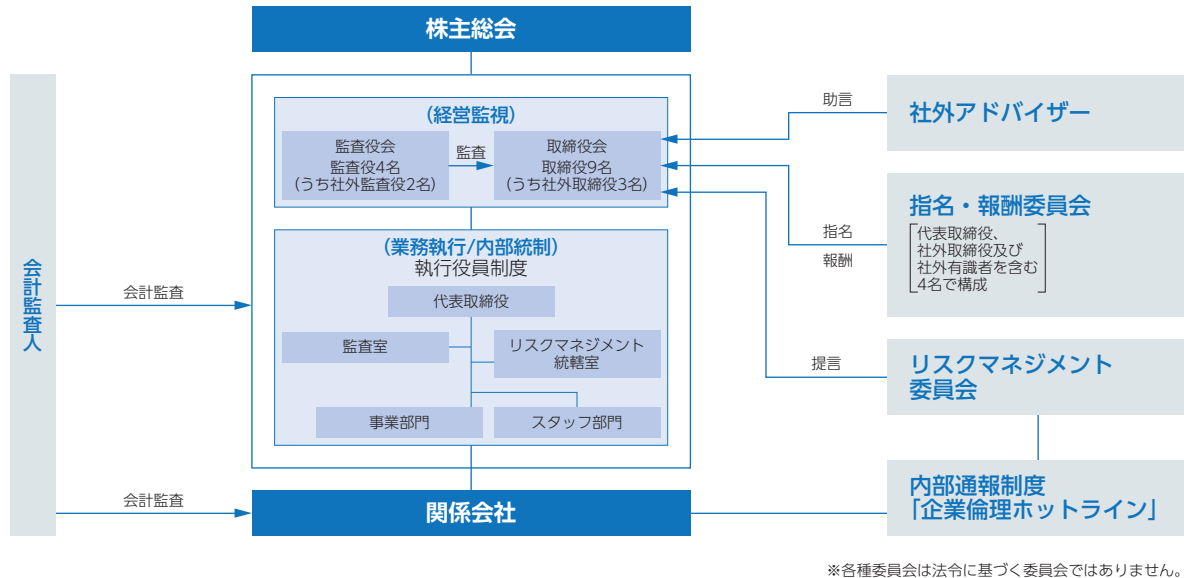 株主総会
(経営監視)
監査役会
監査役4名
(うち社外監査役2名)
監査
取締役会
取締役9名
(うち社外取締役3名)
(業務執行/内部統制)
執行役員制度
代表取締役
監査室
リスクマネジメント
統轄室
事業部門
スタッフ部門
関係会社
会計監査人
会計監査
会計監査
助言
社外アドバイザー
指名
報酬
指名・報酬委員会
代表取締役、
社外取締役及び
社外有識者を含む
4名で構成
提言
リスクマネジメント
委員会
内部通報制度
「企業倫理ホットライン」
※各種委員会は法令に基づく委員会ではありません。